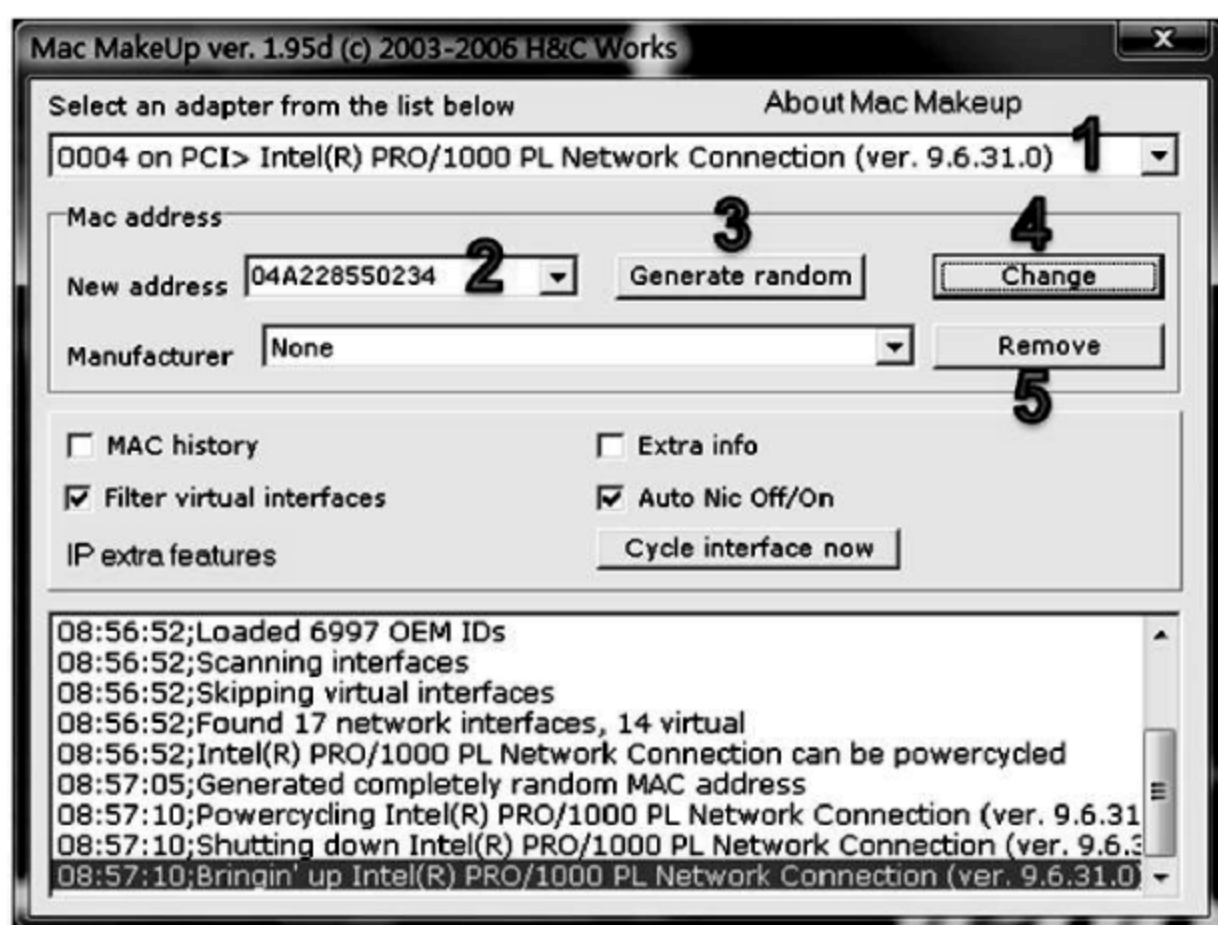 Mac MakeUp ver. 1.95d (c) 2003-2006 H&C Works
x
Select an adapter from the list below
About Mac Makeup
0004 on PCI> Intel(R) PRO/1000 PL Network Connection (ver. 9.6.31.0)
1
Mac address
3
4
New address
04A228550234
2
Generate random
Change
Manufacturer
None
Remove
5
MAC history
Extra info
Filter virtual interfaces
Auto Nic Off/On
IP extra features
Cycle interface now
08:56:52;Loaded 6997 OEM IDs
08:56:52;Scanning interfaces
08:56:52;Skipping virtual interfaces
08:56:52;Found 17 network interfaces, 14 virtual
08:56:52;Intel(R) PRO/1000 PL Network Connection can be powercycled
08:57:05;Generated completely random MAC address
08:57:10;Powercycling Intel(R) PRO/1000 PL Network Connection (ver. 9.6.31
08:57:10;Shutting down Intel(R) PRO/1000 PL Network Connection (ver. 9.6.3
08:57:10;Bringin' up Intel(R) PRO/1000 PL Network Connection (ver. 9.6.31.0)